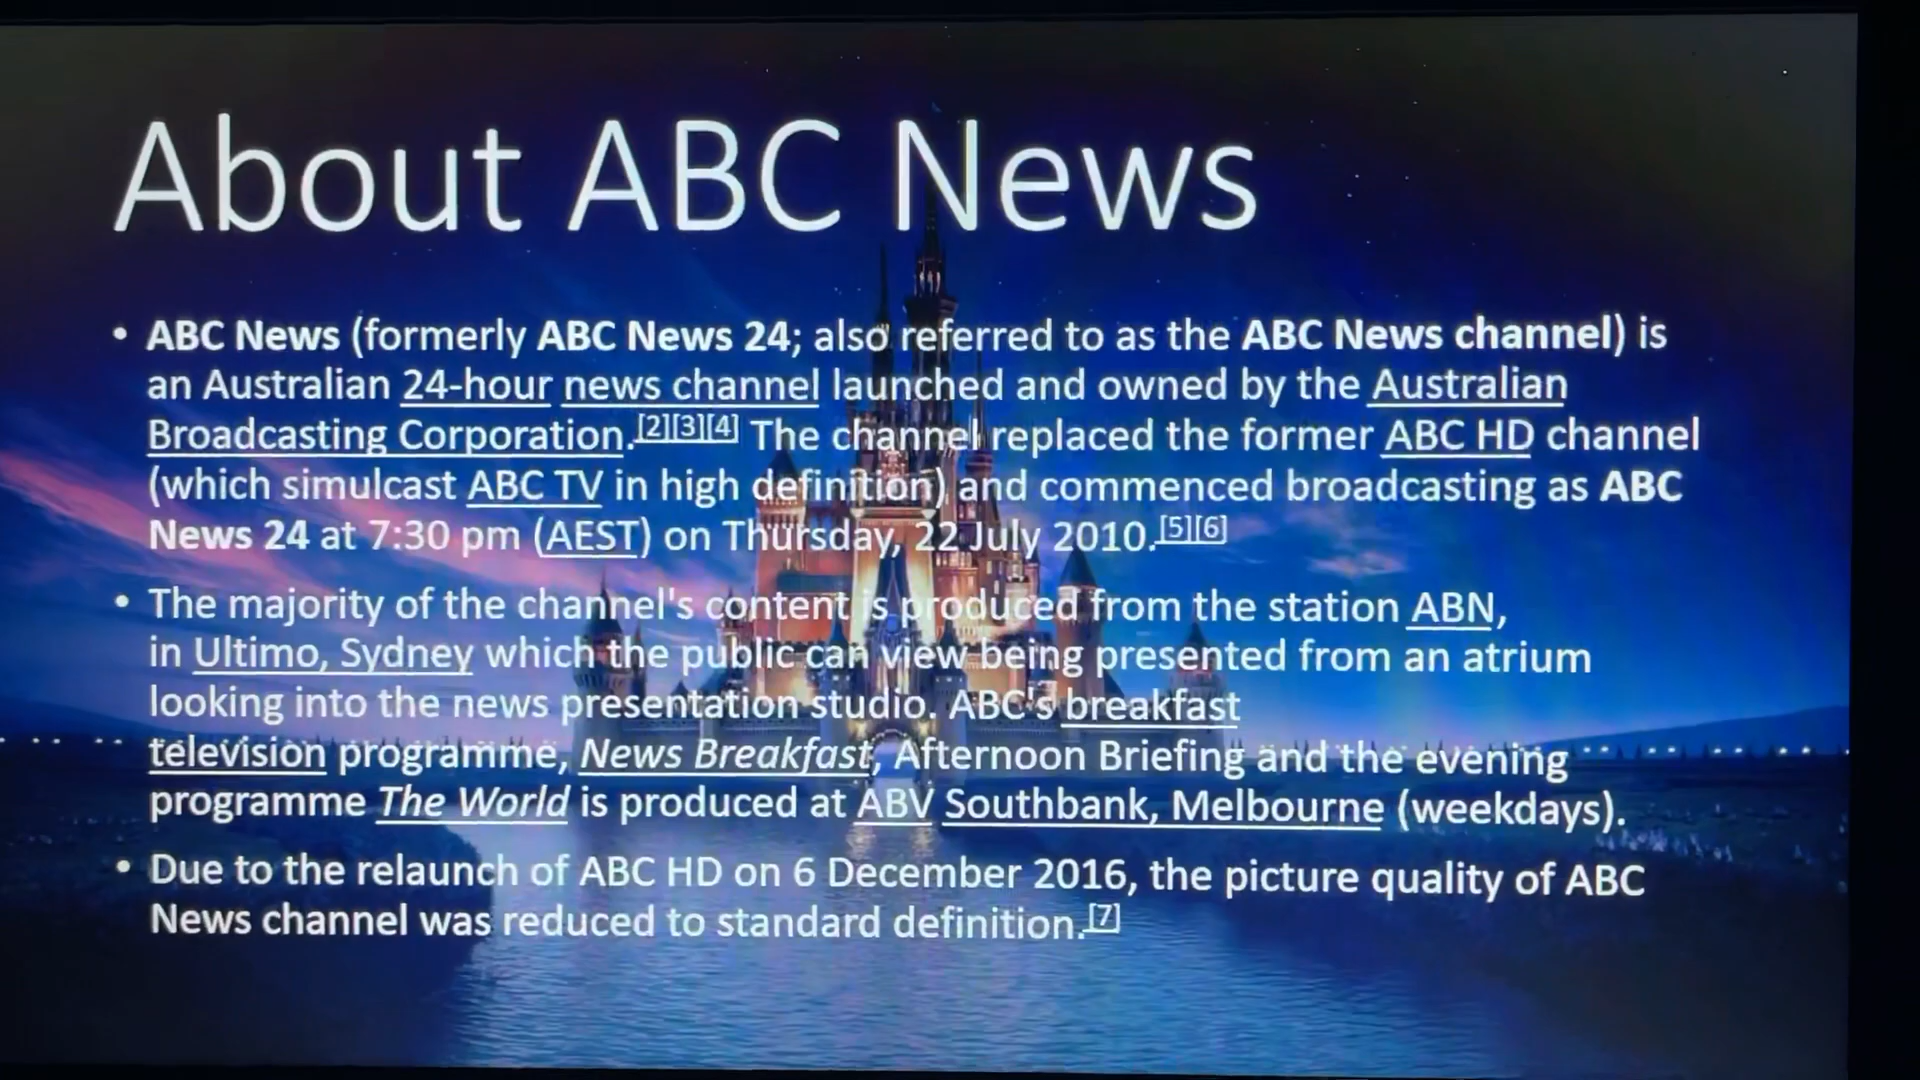 About ABC News
• ABC News (formerly ABC News 24; also referred to as the ABC News channel) is
an Australian 24-hour news channel launched and owned by the Australian
Broadcasting Corporation.[2][3][4] The channel replaced the former ABC HD channel
(which simulcast ABC TV in high definition) and commenced broadcasting as ABC
News 24 at 7:30 pm (AEST) on Thursday, 22 July 2010.[5][6]
• The majority of the channel's content is produced from the station ABN,
in Ultimo, Sydney which the public can view being presented from an atrium
looking into the news presentation studio. ABC's breakfast
television programme, News Breakfast, Afternoon Briefing and the evening
programme The World is produced at ABV Southbank, Melbourne (weekdays).
• Due to the relaunch of ABC HD on 6 December 2016, the picture quality of ABC
News channel was reduced to standard definition.[7]